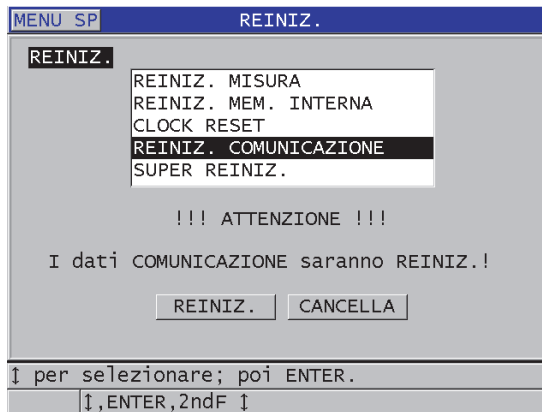 MENU SP REINIZ.
REINIZ.
REINIZ. MISURA
REINIZ. MEM. INTERNA
CLOCK RESET
REINIZ. COMUNICAZIONE
SUPER REINIZ.
!!! ATTENZIONE !!!
I dati COMUNICAZIONE saranno REINIZ.!
REINIZ. CANCELLA
↕ per selezionare; poi ENTER.
↕,ENTER,2ndF ↕